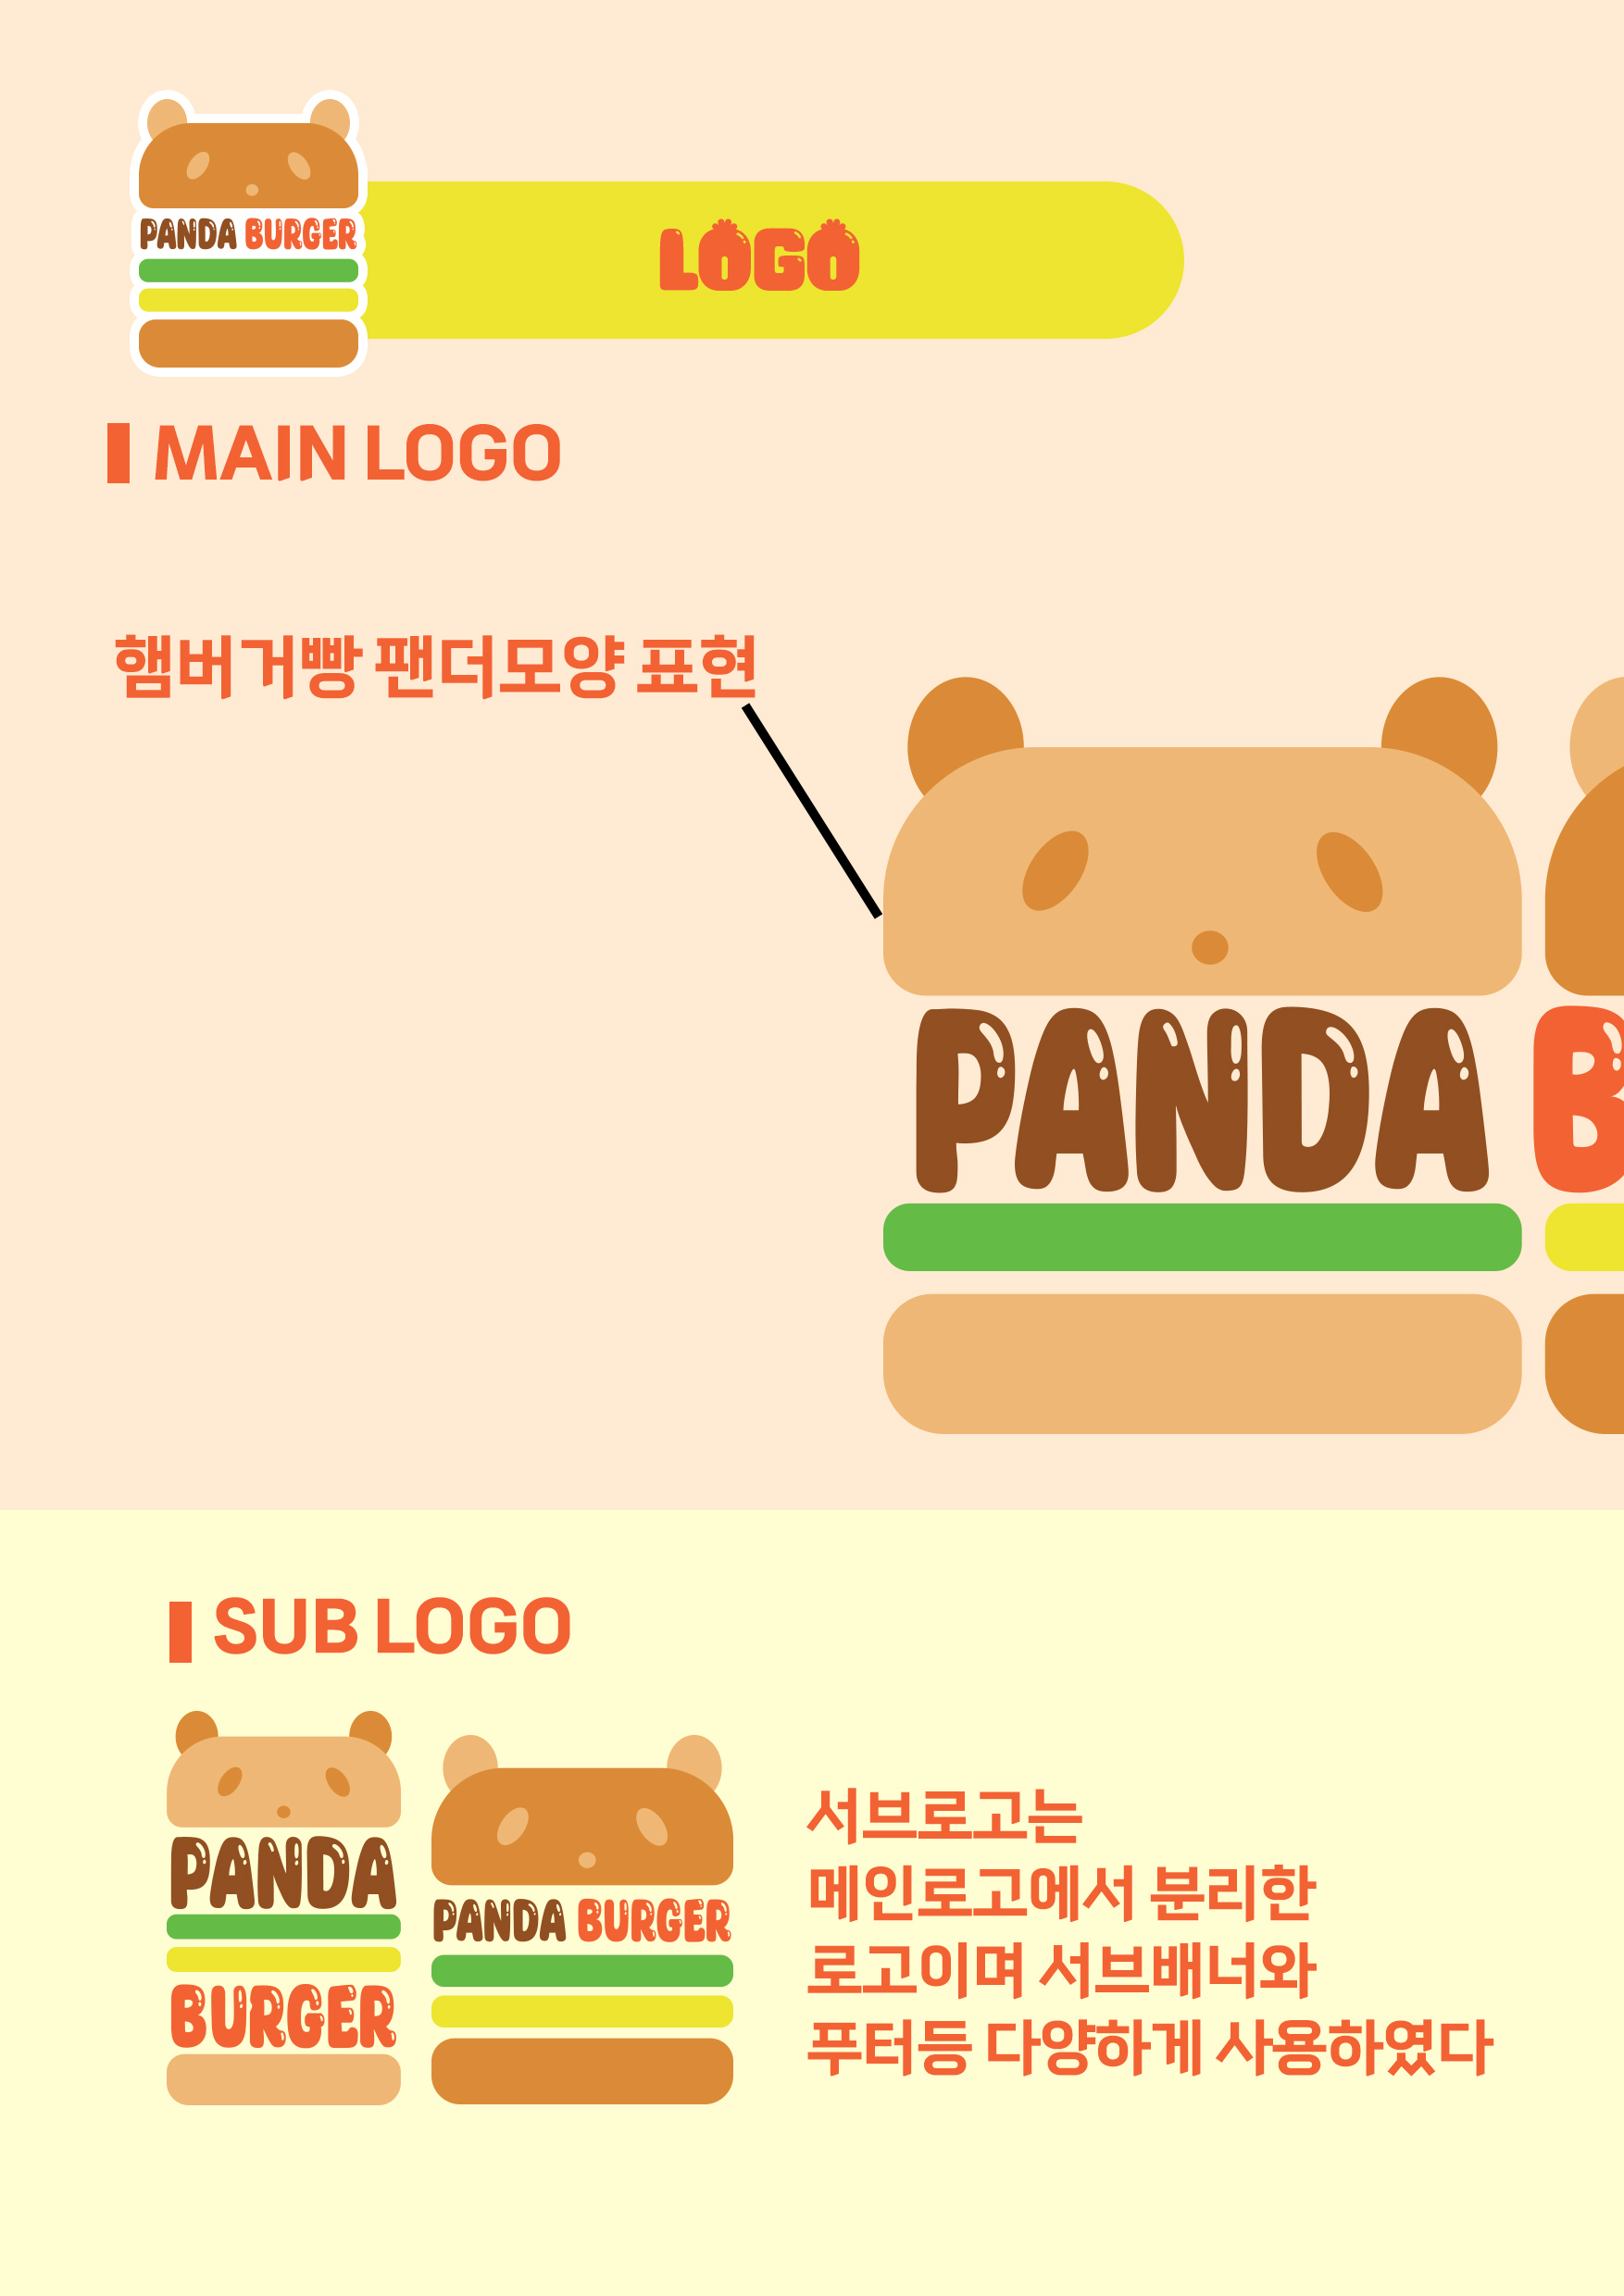 PANDA BURGER
LOGO
MAIN LOGO
햄버거빵 팬더모양 표현
PANDA B
SUB LOGO
PANDA
BURGER
PANDA BURGER
서브로고는
메인로고에서 분리한
로고이며 서브배너와
푸터등 다양하게 사용하였다